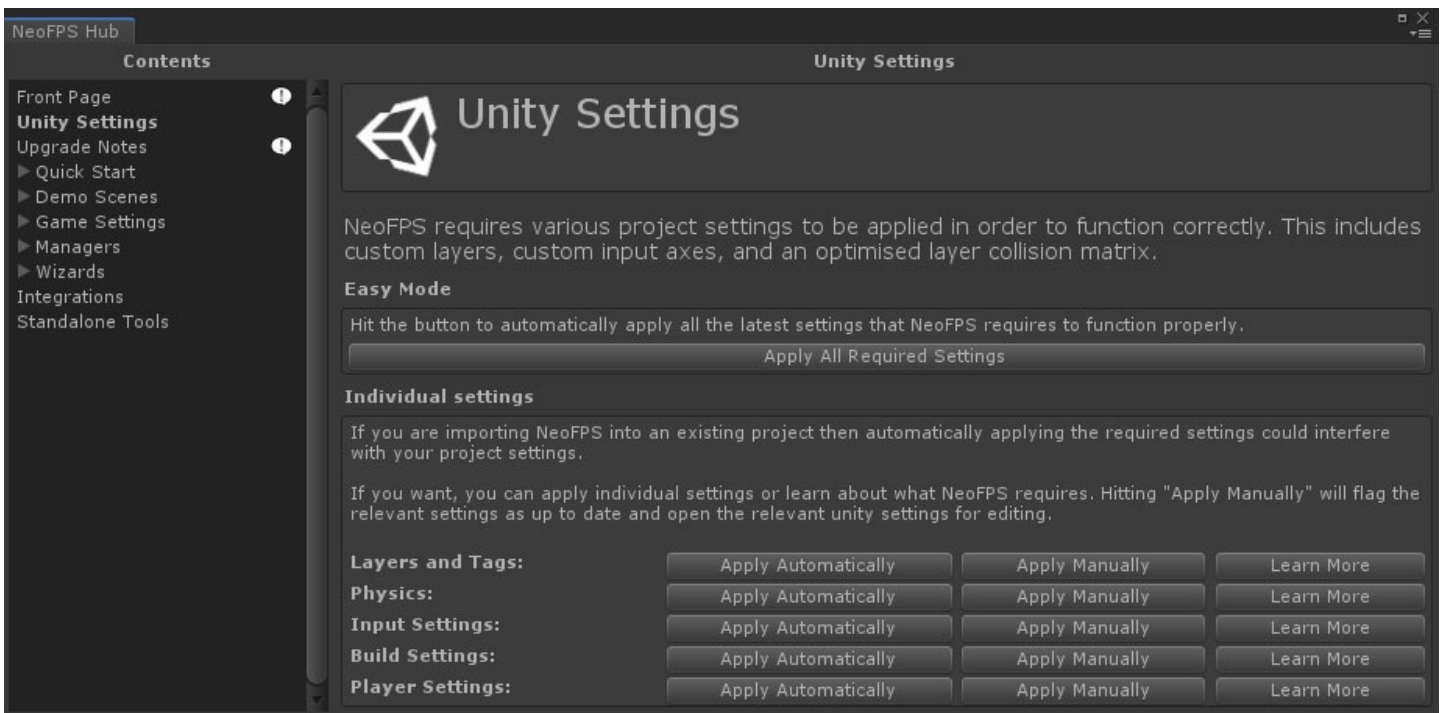 NeoFPS Hub
Contents
Front Page
Unity Settings
Upgrade Notes
Quick Start
Demo Scenes
Game Settings
Managers
Wizards
Integrations
Standalone Tools
Unity Settings
Unity Settings
NeoFPS requires various project settings to be applied in order to function correctly. This includes
custom layers, custom input axes, and an optimised layer collision matrix.
Easy Mode
Hit the button to automatically apply all the latest settings that NeoFPS requires to function properly.
Apply All Required Settings
Individual settings
If you are importing NeoFPS into an existing project then automatically applying the required settings could interfere
with your project settings.
If you want, you can apply individual settings or learn about what NeoFPS requires. Hitting "Apply Manually" will flag the
relevant settings as up to date and open the relevant unity settings for editing.
Layers and Tags: Apply Automatically Apply Manually Learn More
Physics: Apply Automatically Apply Manually Learn More
Input Settings: Apply Automatically Apply Manually Learn More
Build Settings: Apply Automatically Apply Manually Learn More
Player Settings: Apply Automatically Apply Manually Learn More